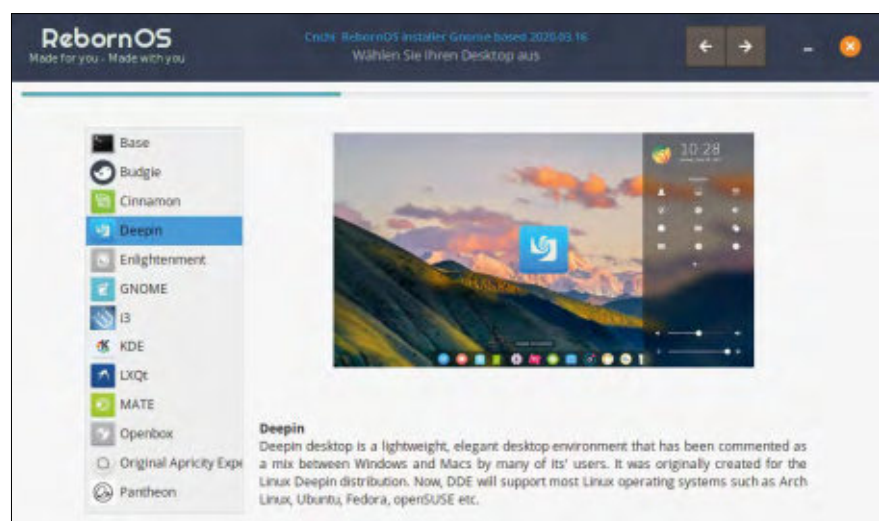 RebornOS
Made for you - Made with you
Cnchi RebornOS Installer Gnome based 2020.03.16
Wählen Sie Ihren Desktop aus
Base
Budgie
Cinnamon
Deepin
Enlightenment
GNOME
i3
KDE
LXQt
MATE
Openbox
Original Apricity Expe
Pantheon
10 28
Deepin
Deepin desktop is a lightweight, elegant desktop environment that has been commented as
a mix between Windows and Macs by many of its' users. It was originally created for the
Linux Deepin distribution. Now, DDE will support most Linux operating systems such as Arch
Linux, Ubuntu, Fedora, openSUSE etc.